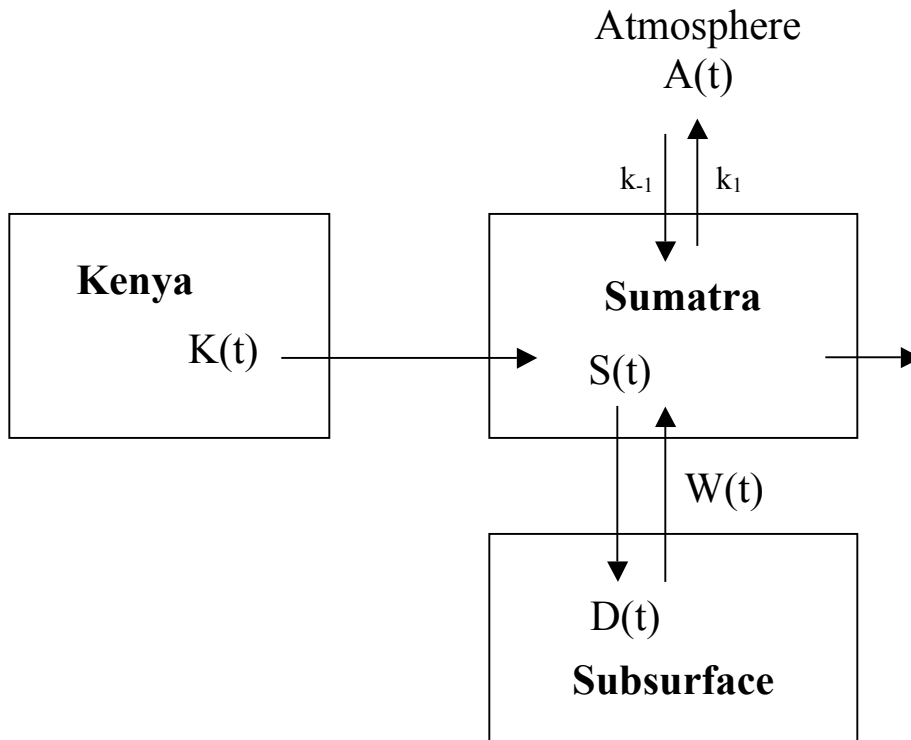 Atmosphere
A(t)
k-1
k1
Kenya
K(t)
Sumatra
S(t)
W(t)
D(t)
Subsurface